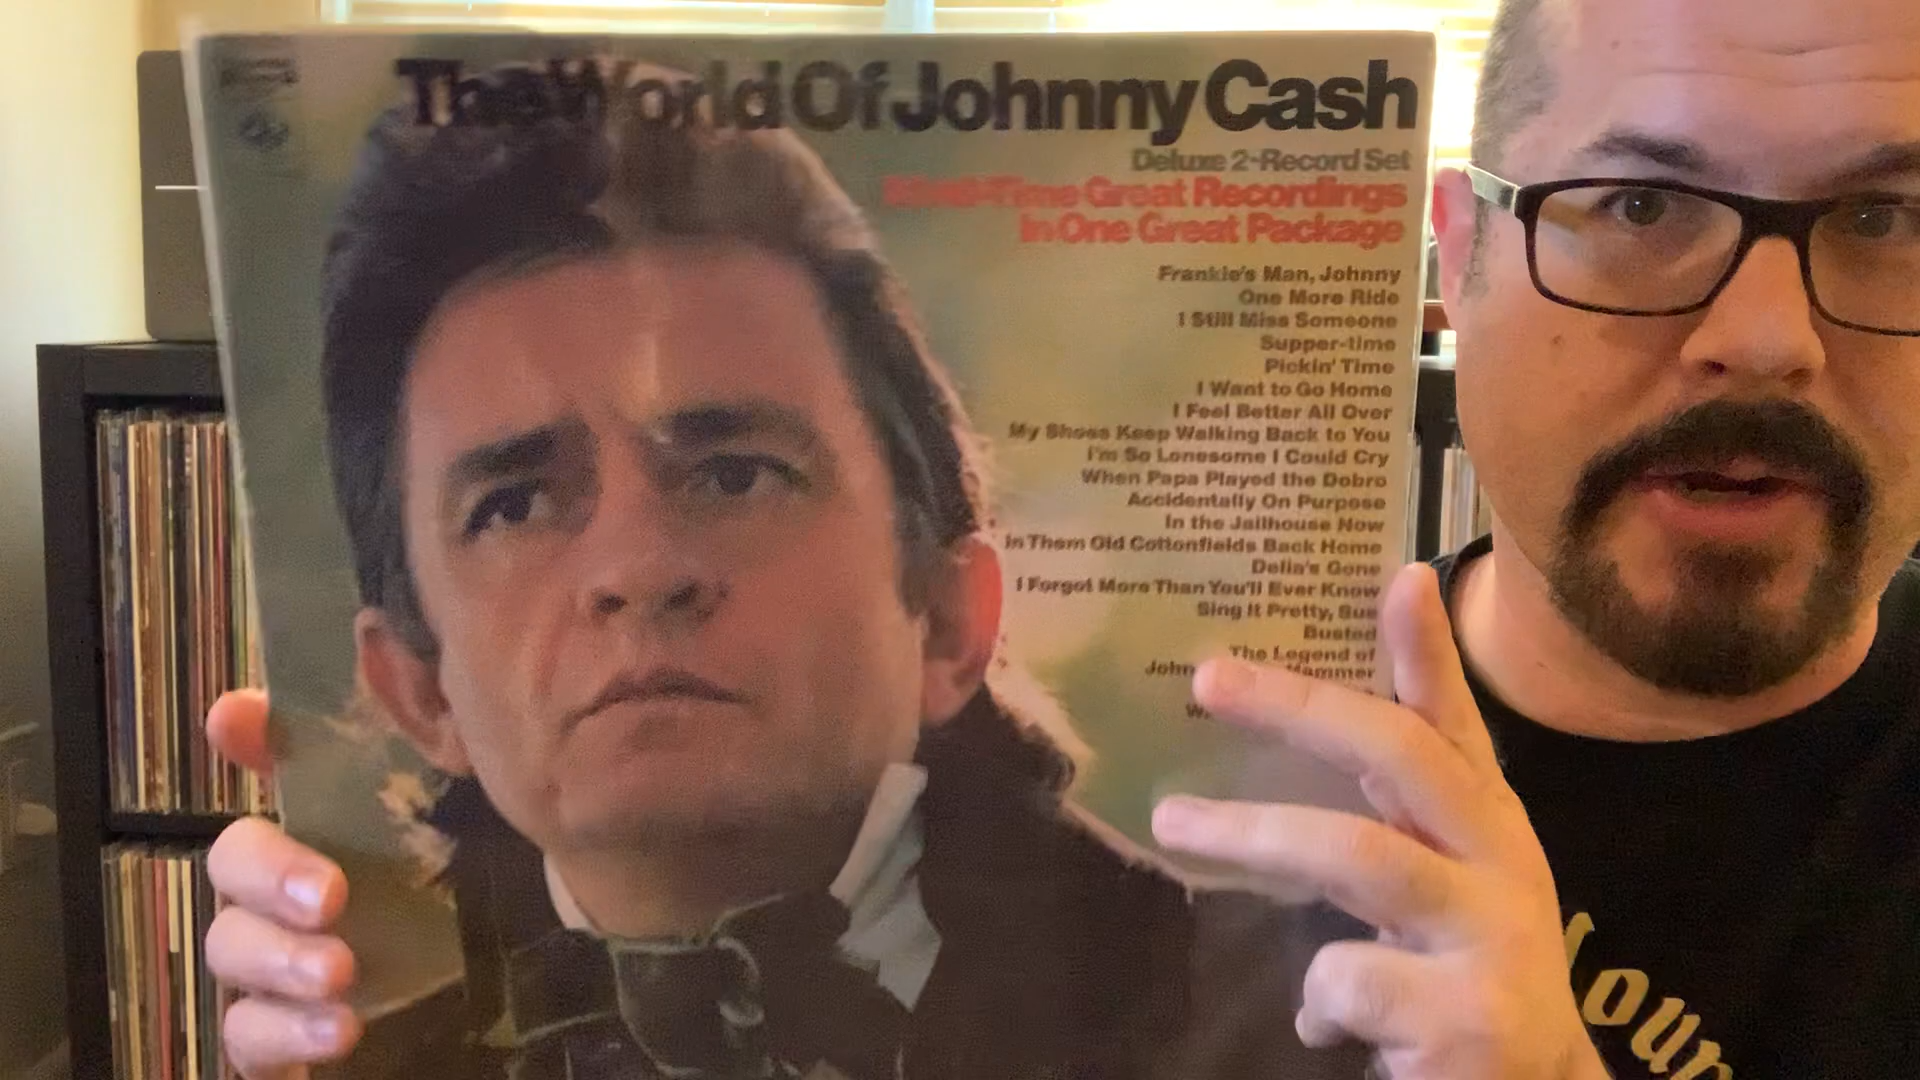 The World Of Johnny Cash
Deluxe 2-Record Set
Time Great Recordings
In One Great Package
Frankie's Man, Johnny
One More Ride
I Still Miss Someone
Supper-time
Pickin' Time
I Want to Go Home
I Feel Better All Over
My Shoes Keep Walking Back to You
I'm So Lonesome I Could Cry
When Papa Played the Dobro
Accidentally On Purpose
In the Jailhouse Now
In Them Old Cottonfields Back Home
Delia's Gone
I Forgot More Than You'll Ever Know
Sing It Pretty, Sue
Busted
The Legend of
John Hammer